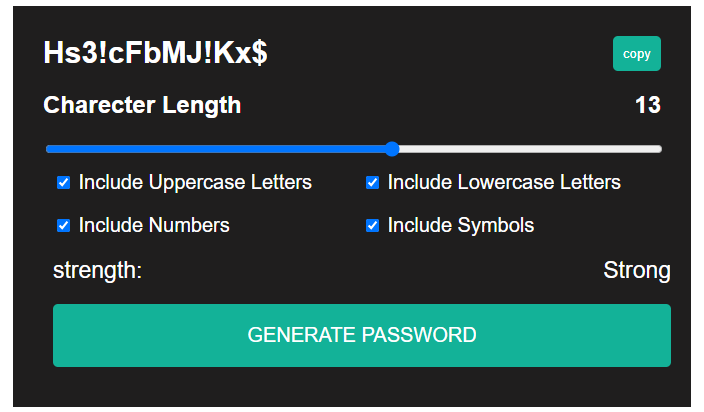 Hs3!cFbMJ!Kx$ copy
Charecter Length 13
Include Uppercase Letters Include Lowercase Letters
Include Numbers Include Symbols
strength: Strong
GENERATE PASSWORD